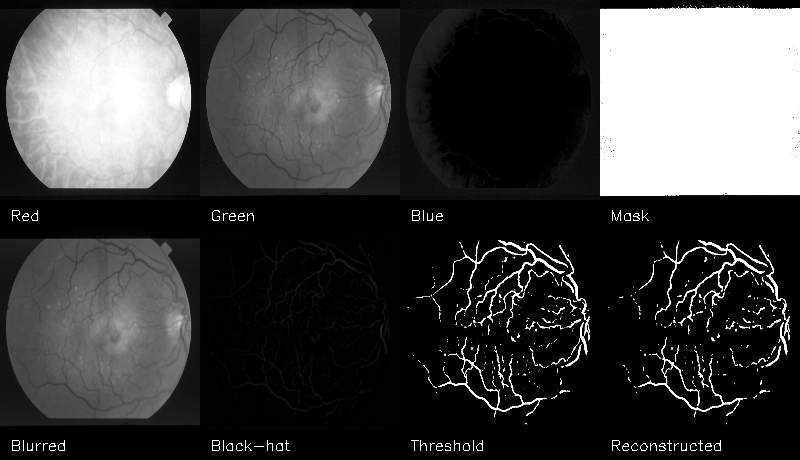 Red
Green
Blue
Mask
Blurred
Black-hat
Threshold
Reconstructed